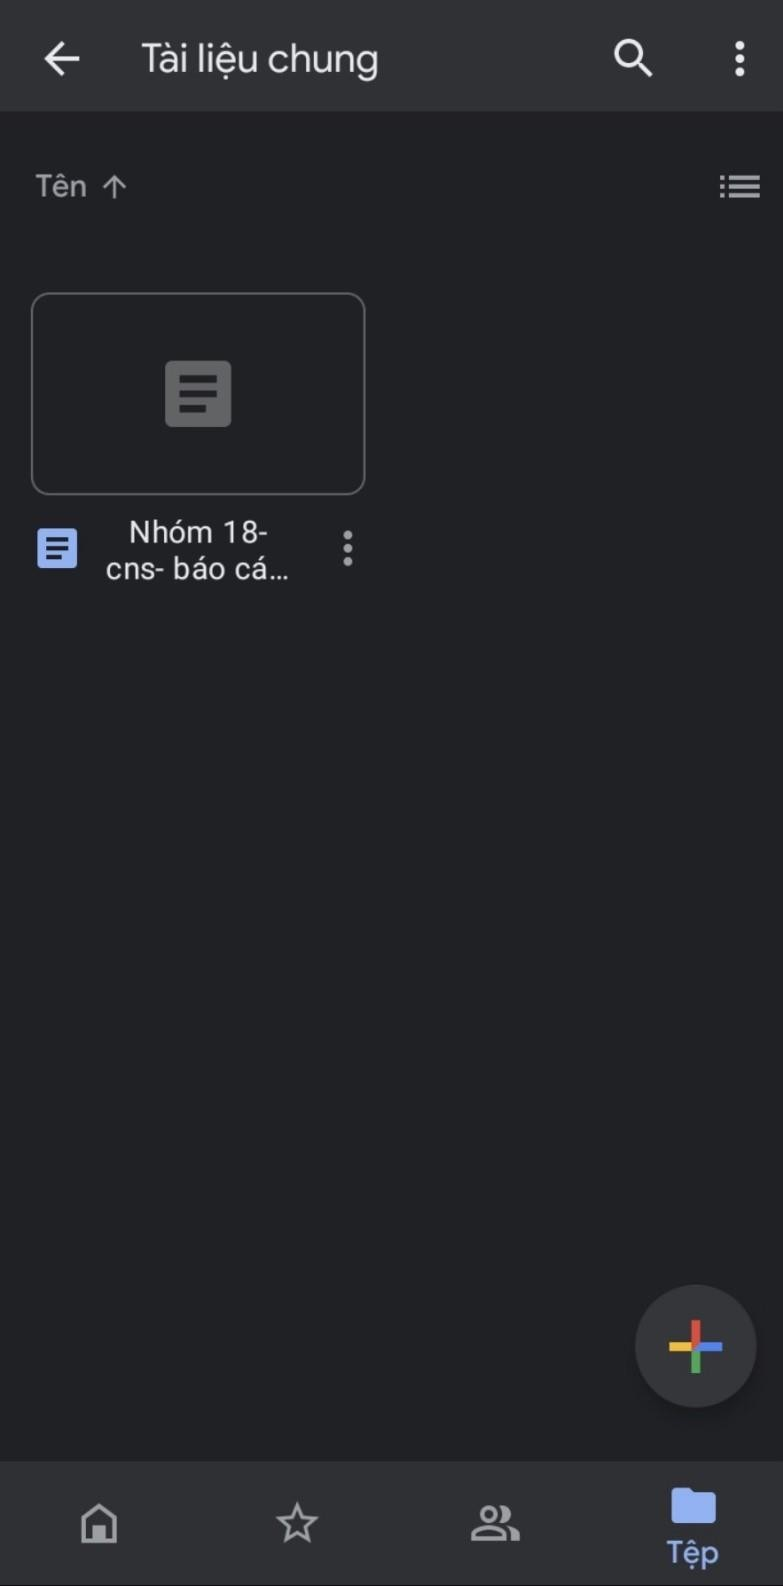 Tài liệu chung
Tên
Nhóm 18-
cns- báo cá...
Tệp